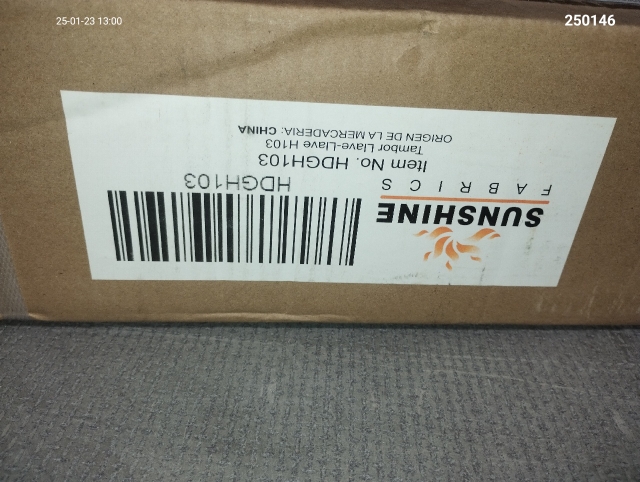 25-01-23 13:00
250146
SUNSHINE
FABRICS
HDGH103
Item No. HDGH103
Tambor Llave-Llave H103
ORIGEN DE LA MERCADERIA: CHINA